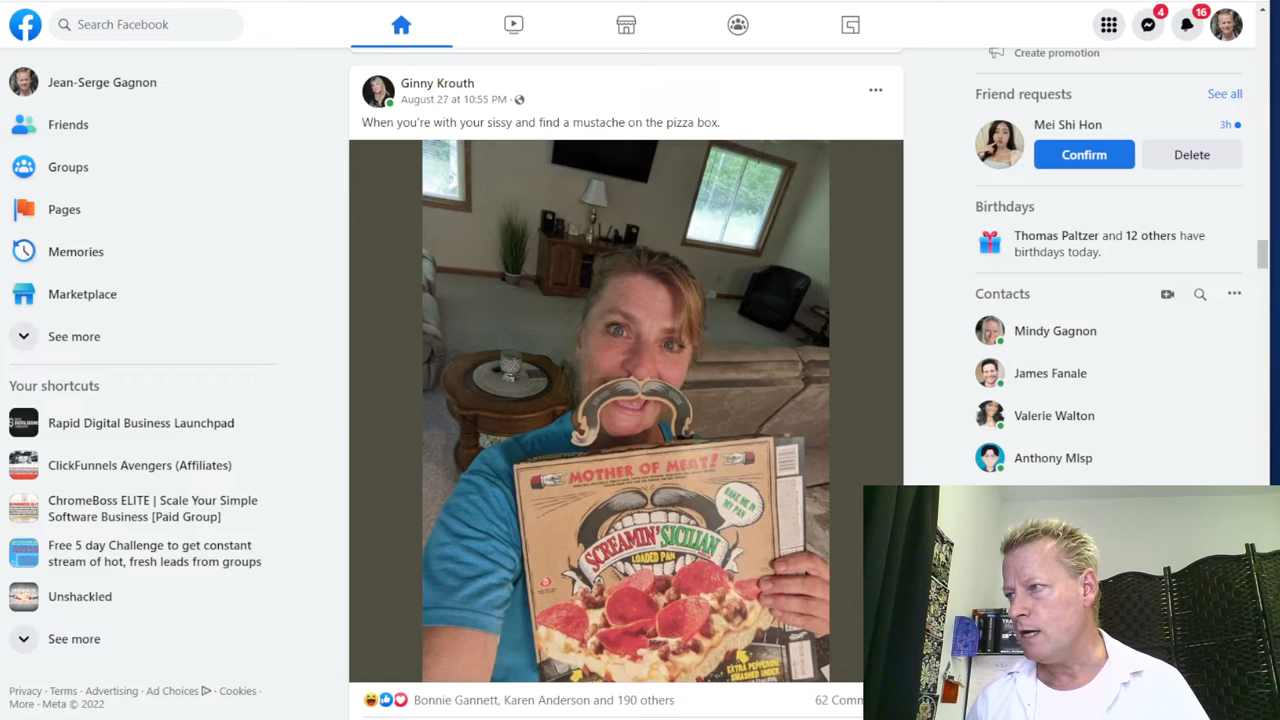 Search Facebook
4
16
Jean-Serge Gagnon
Friends
Groups
Pages
Memories
Marketplace
See more
Your shortcuts
Rapid Digital Business Launchpad
ClickFunnels Avengers (Affiliates)
ChromeBoss ELITE | Scale Your Simple
Software Business [Paid Group]
Free 5 day Challenge to get constant
stream of hot, fresh leads from groups
Unshackled
See more
Privacy · Terms · Advertising · Ad Choices · Cookies ·
More · Meta © 2022
Ginny Krouth
August 27 at 10:55 PM ·
When you're with your sissy and find a mustache on the pizza box.
MOTHER OF MEAT!
BAKE ME IN
MY PAN
SCREAMIN' SICILIAN
LOADED PAN
EXTRA PEPPERONI
SMASHED UNDER
Bonnie Gannett, Karen Anderson and 190 others
62 Comm
Create promotion
Friend requests
See all
Mei Shi Hon
3h
Confirm
Delete
Birthdays
Thomas Paltzer and 12 others have
birthdays today.
Contacts
Mindy Gagnon
James Fanale
Valerie Walton
Anthony Mlsp